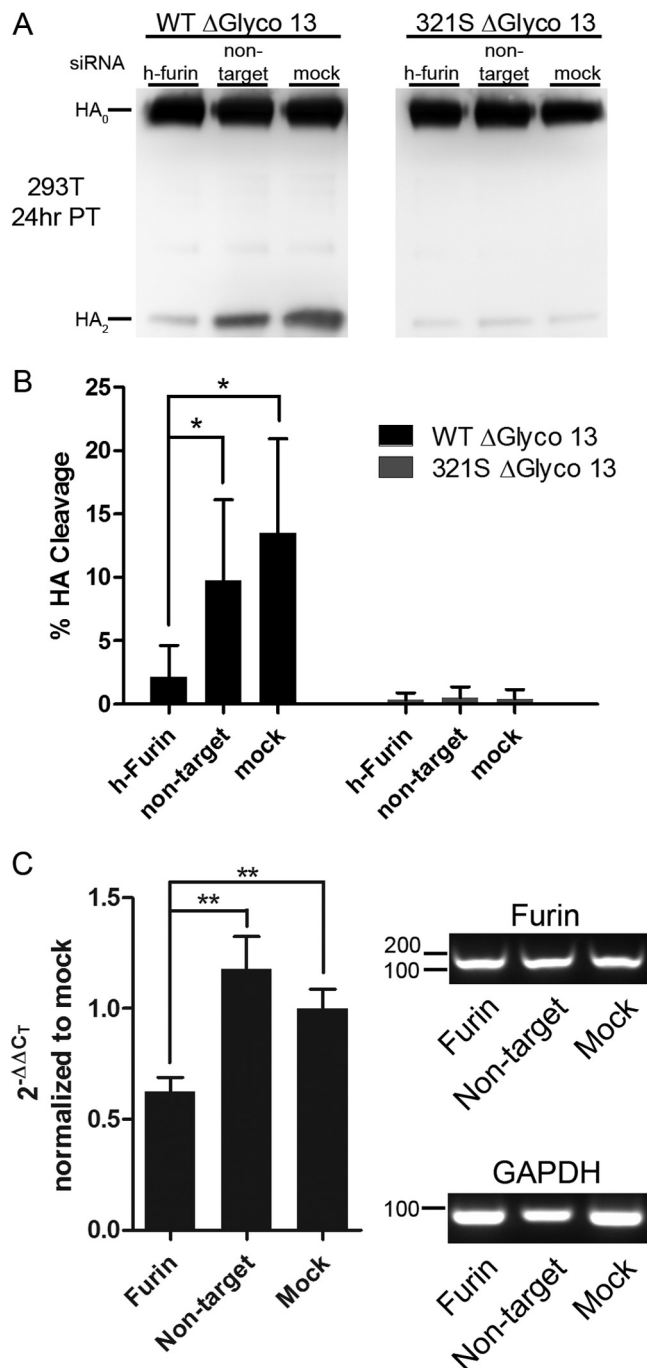 A
WT ΔGlyco 13
321S ΔGlyco 13
siRNA
h-furin
non-
target
mock
h-furin
non-
target
mock
HA0
293T
24hr PT
HA2
B
25
20
15
10
5
0
% HA Cleavage
*
*
WT ΔGlyco 13
321S ΔGlyco 13
h-Furin
non-target
mock
h-Furin
non-target
mock
C
1.5
1.0
0.5
0.0
2-ΔΔCT
normalized to mock
**
**
Furin
Non-target
Mock
Furin
200
100
Furin
Non-target
Mock
GAPDH
100
Furin
Non-target
Mock